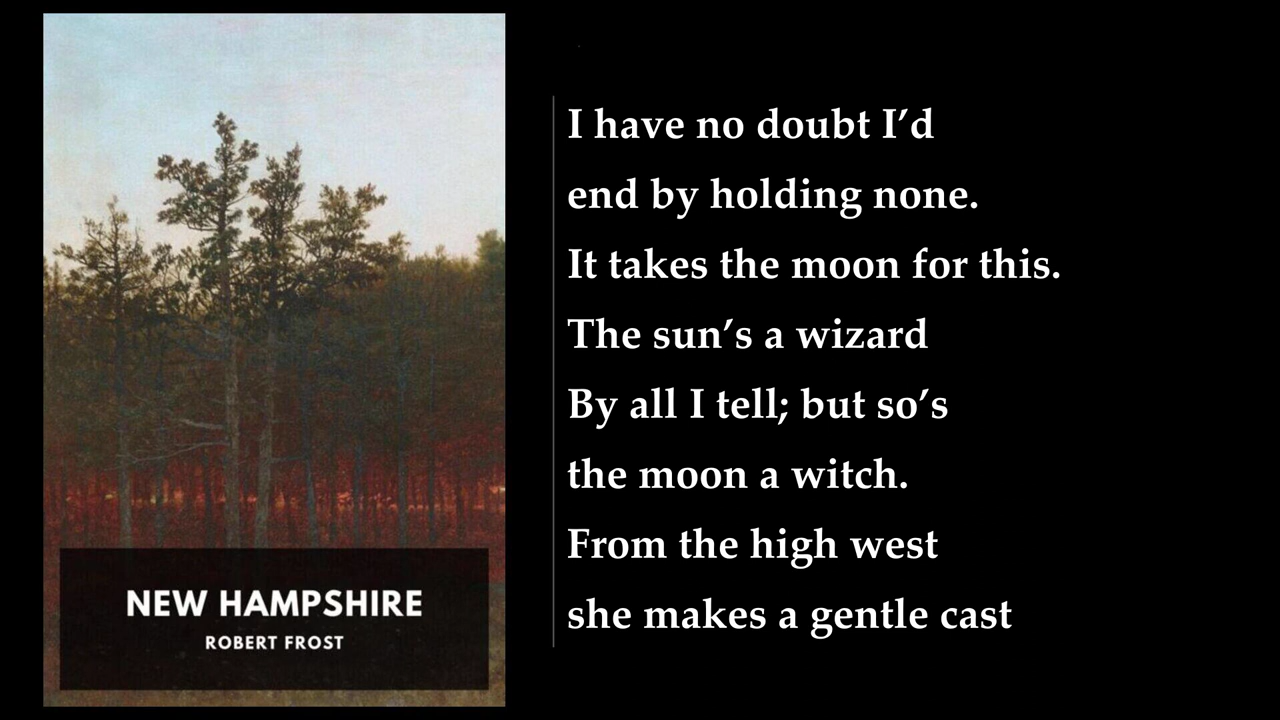 NEW HAMPSHIRE
ROBERT FROST
I have no doubt I’d
end by holding none.
It takes the moon for this.
The sun’s a wizard
By all I tell; but so’s
the moon a witch.
From the high west
she makes a gentle cast